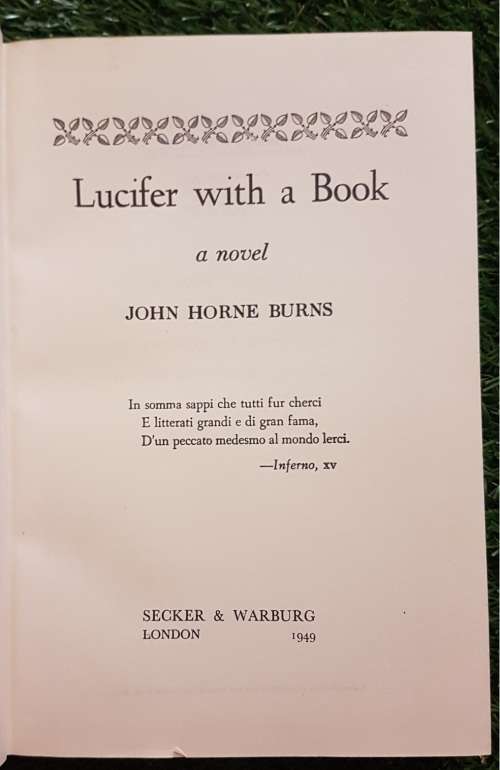 Lucifer with a Book
a novel
JOHN HORNE BURNS
In somma sappi che tutti fur cherci
E litterati grandi e di gran fama,
D'un peccato medesmo al mondo lerci.
—Inferno, xv
SECKER & WARBURG
LONDON 1949